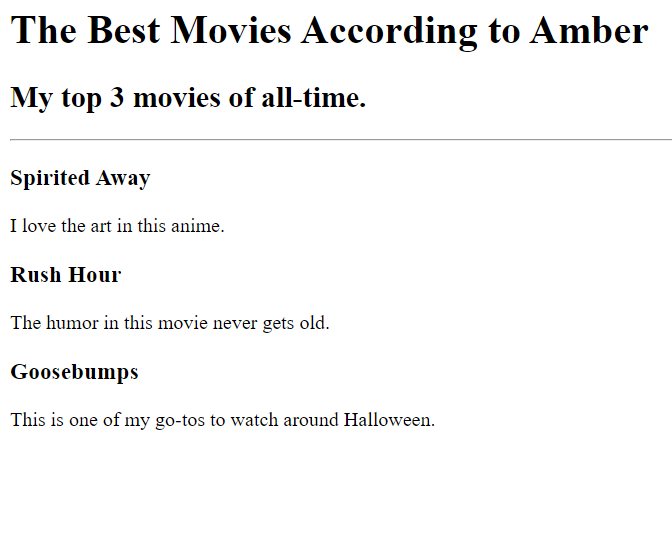 The Best Movies According to Amber
My top 3 movies of all-time.
Spirited Away
I love the art in this anime.
Rush Hour
The humor in this movie never gets old.
Goosebumps
This is one of my go-tos to watch around Halloween.